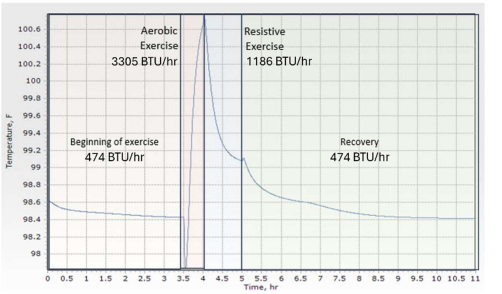 Aerobic
Exercise
3305 BTU/hr
Resistive
Exercise
1186 BTU/hr
Beginning of exercise
474 BTU/hr
Recovery
474 BTU/hr
Temperature, F
100.6
100.4
100.2
100
99.8
99.6
99.4
99.2
99
98.8
98.6
98.4
98.2
98
0 0.5 1 1.5 2 2.5 3 3.5 4 4.5 5 5.5 6 6.5 7 7.5 8 8.5 9 9.5 10 10.5 11
Time, hr